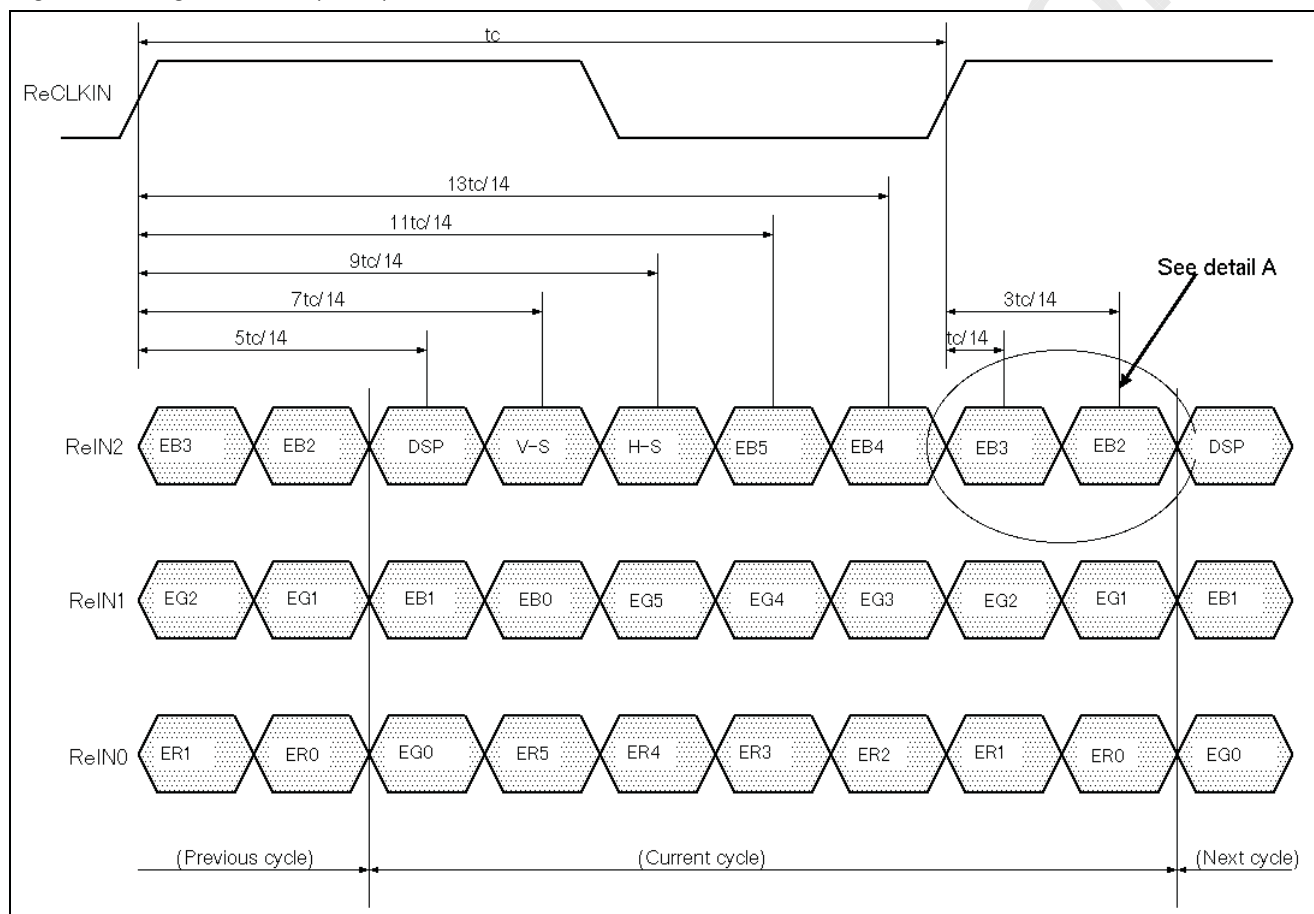 tc
ReCLKIN
13tc/14
11tc/14
9tc/14
See detail A
7tc/14
3tc/14
5tc/14
tc/14
ReIN2 EB3 EB2 DSP V-S H-S EB5 EB4 EB3 EB2 DSP
ReIN1 EG2 EG1 EB1 EB0 EG5 EG4 EG3 EG2 EG1 EB1
ReIN0 ER1 ER0 EG0 ER5 ER4 ER3 ER2 ER1 ER0 EG0
(Previous cycle) (Current cycle) (Next cycle)